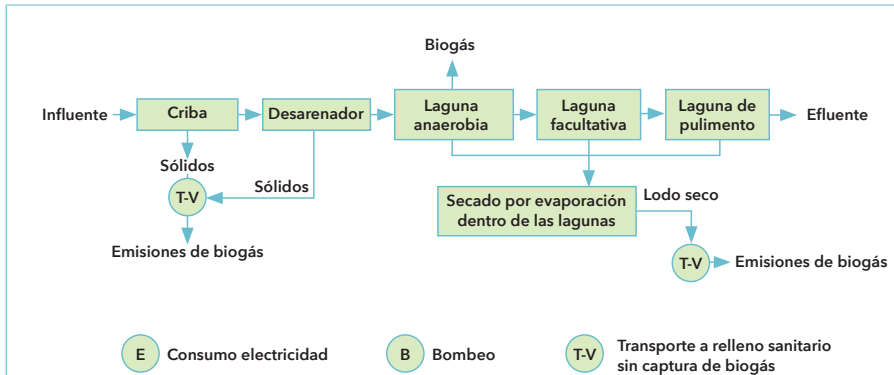 Biogás
Influente
Criba
Desarenador
Laguna
anaerobia
Laguna
facultativa
Laguna de
pulimento
Efluente
Sólidos
Sólidos
T-V
Emisiones de biogás
Secado por evaporación
dentro de las lagunas
Lodo seco
T-V
Emisiones de biogás
E
Consumo electricidad
B
Bombeo
T-V
Transporte a relleno sanitario
sin captura de biogás